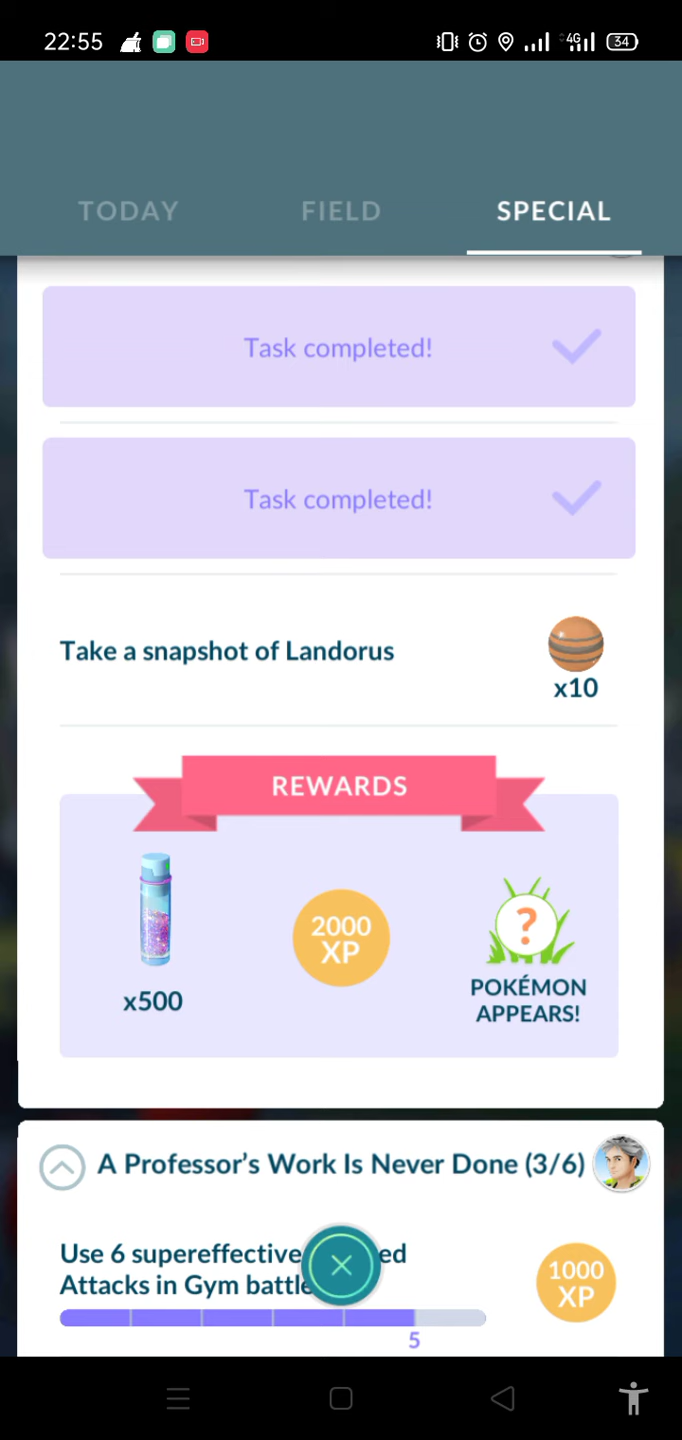 22:55
4G
34
TODAY
FIELD
SPECIAL
Task completed!
Task completed!
Take a snapshot of Landorus
x10
REWARDS
x500
2000
XP
?
POKÉMON
APPEARS!
A Professor's Work Is Never Done (3/6)
Use 6 supereffective ed
Attacks in Gym battle
1000
XP
5